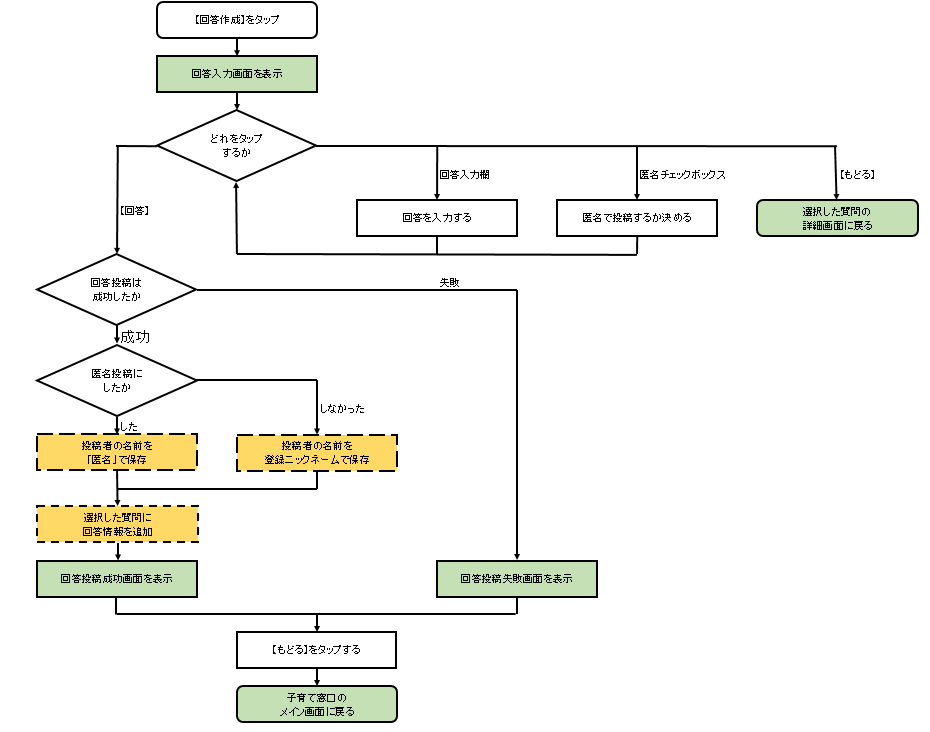 【回答作成】をタップ
回答入力画面を表示
どれをタップ
するか
回答入力欄
匿名チェックボックス
【もどる】
【回答】
回答を入力する
匿名で投稿するか決める
選択した質問の
詳細画面に戻る
回答投稿は
成功したか
失敗
成功
匿名投稿に
したか
しなかった
した
投稿者の名前を
「匿名」で保存
投稿者の名前を
登録ニックネームで保存
選択した質問に
回答情報を追加
回答投稿成功画面を表示
回答投稿失敗画面を表示
【もどる】をタップする
子育て窓口の
メイン画面に戻る